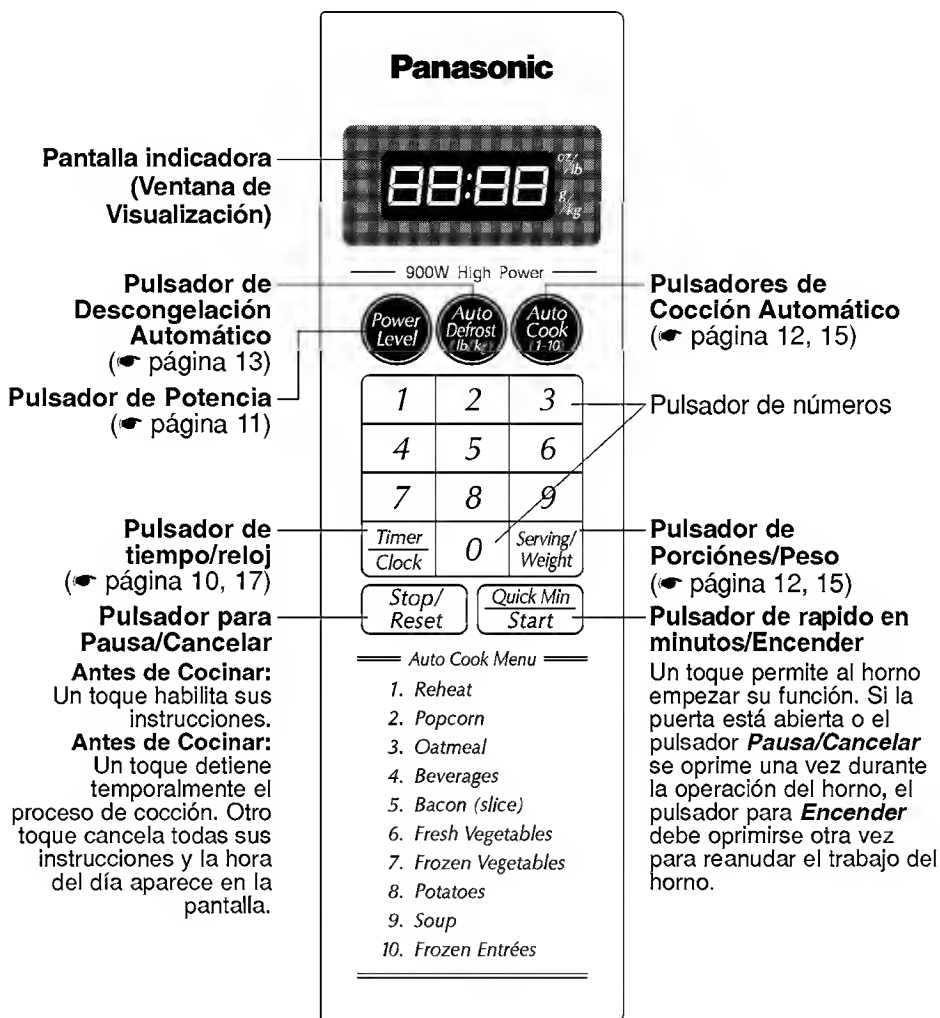 Panasonic
Pantalla indicadora
(Ventana de
Visualización)
88:88
oz/lb
g/kg
900W High Power
Pulsador de
Descongelación
Automático
(☛ página 13)
Pulsador de Potencia
(☛ página 11)
Power
Level
Auto
Defrost
lb/kg
Auto
Cook
1-10
Pulsadores de
Cocción Automático
(☛ página 12, 15)
1 2 3
Pulsador de números
4 5 6
7 8 9
Pulsador de
tiempo/reloj
(☛ página 10, 17)
Timer
Clock
0
Serving/
Weight
Pulsador de
Porciónes/Peso
(☛ página 12, 15)
Stop/
Reset
Quick Min
Start
Pulsador para
Pausa/Cancelar
Antes de Cocinar:
Un toque habilita sus
instrucciones.
Antes de Cocinar:
Un toque detiene
temporalmente el
proceso de cocción. Otro
toque cancela todas sus
instrucciones y la hora
del día aparece en la
pantalla.
Pulsador de rapido en
minutos/Encender
Un toque permite al horno
empezar su función. Si la
puerta está abierta o el
pulsador Pausa/Cancelar
se oprime una vez durante
la operación del horno, el
pulsador para Encender
debe oprimirse otra vez
para reanudar el trabajo del
horno.
Auto Cook Menu
1. Reheat
2. Popcorn
3. Oatmeal
4. Beverages
5. Bacon (slice)
6. Fresh Vegetables
7. Frozen Vegetables
8. Potatoes
9. Soup
10. Frozen Entrées